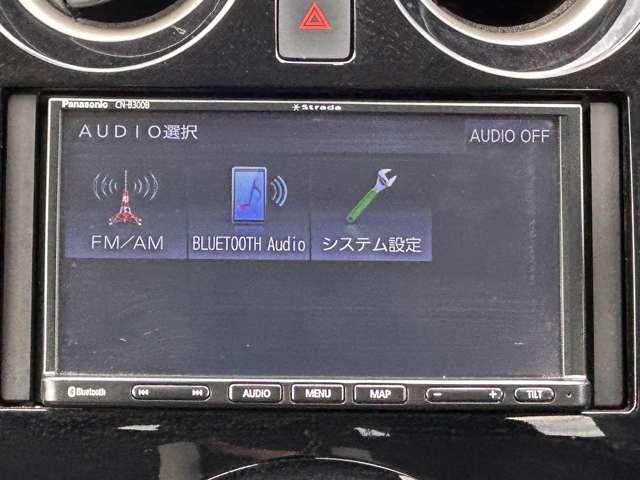 Panasonic CN-B300B
Strada
AUDIO選択
AUDIO OFF
FM/AM
BLUETOOTH Audio
システム設定
Bluetooth
AUDIO
MENU
MAP
－
+
TILT